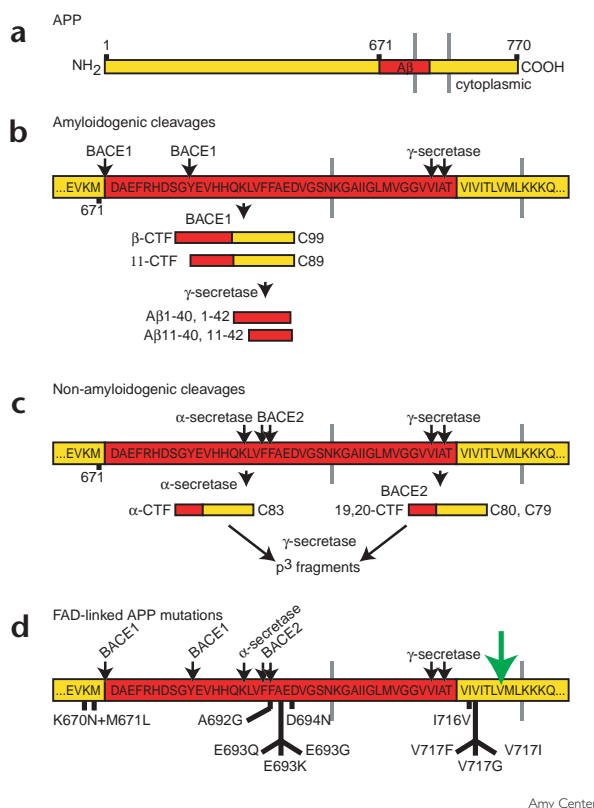 APP
a
1 671 770
NH2 Aβ COOH
cytoplasmic
b
Amyloidogenic cleavages
BACE1 BACE1 γ-secretase
...EVKM DAEFRHDSGYEVHHQKLVFFAEDVGSNKGAIIGLMVGGVVIAT VIVITLVMLKKKQ...
671
BACE1
β-CTF C99
11-CTF C89
γ-secretase
Aβ1-40, 1-42
Aβ11-40, 11-42
Non-amyloidogenic cleavages
c
α-secretase BACE2 γ-secretase
...EVKM DAEFRHDSGYEVHHQKLVFFAEDVGSNKGAIIGLMVGGVVIAT VIVITLVMLKKKQ...
671
α-secretase BACE2
α-CTF C83 19,20-CTF C80, C79
γ-secretase
p3 fragments
d
FAD-linked APP mutations
BACE1 BACE1 α-secretase BACE2 γ-secretase
...EVKM DAEFRHDSGYEVHHQKLVFFAEDVGSNKGAIIGLMVGGVVIAT VIVITLVMLKKKQ...
K670N+M671L A692G D694N I716V
E693Q E693G V717F V717I
E693K V717G
Amy Center